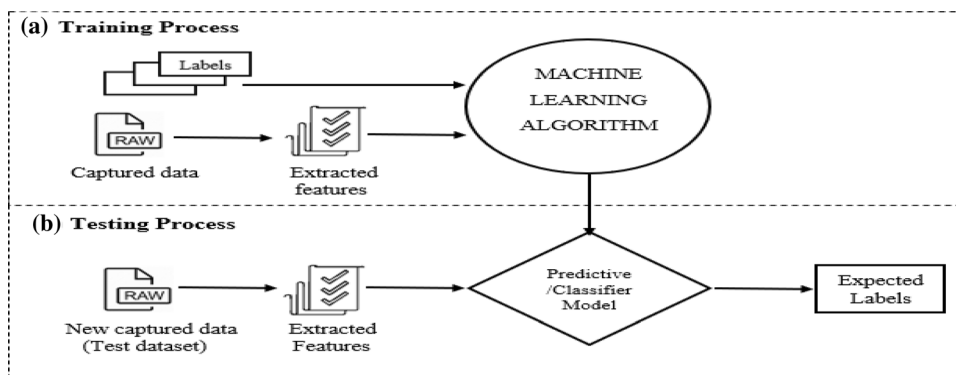 (a) Training Process
Labels
MACHINE
LEARNING
ALGORITHM
RAW
Captured data
Extracted
features
(b) Testing Process
RAW
New captured data
(Test dataset)
Extracted
Features
Predictive
/Classifier
Model
Expected
Labels